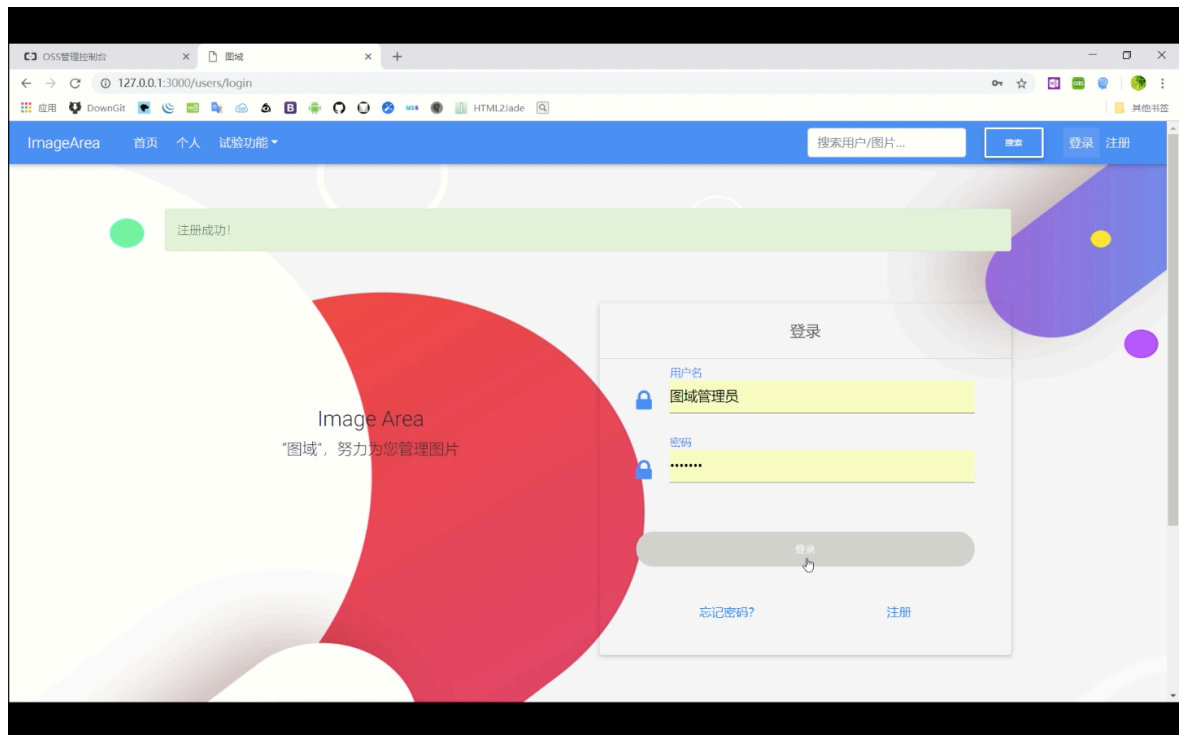 OSS管理控制台
图域
127.0.0.1:3000/users/login
应用 DownGit HTML2Jade 其他书签
ImageArea 首页 个人 试验功能 搜索用户/图片... 搜索 登录 注册
注册成功!
登录
用户名
图域管理员
Image Area
"图域", 努力为您管理图片
密码
•••••••
登录
忘记密码? 注册